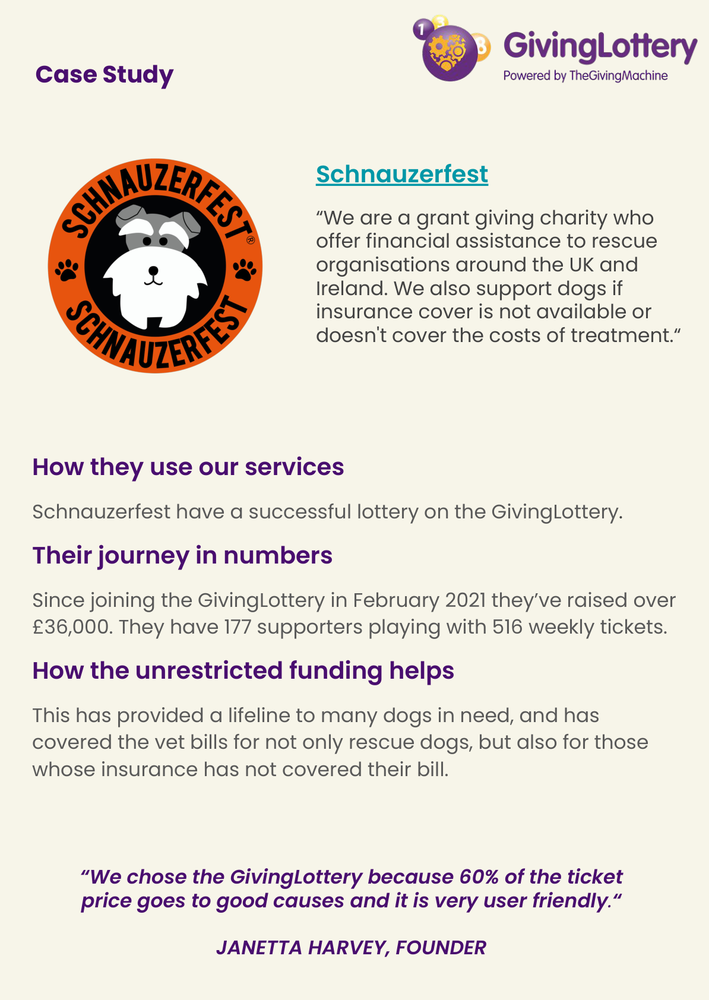 1 3 8
GivingLottery
Powered by TheGivingMachine
Case Study
SCHNAUZERFEST®
SCHNAUZERFEST
Schnauzerfest
“We are a grant giving charity who
offer financial assistance to rescue
organisations around the UK and
Ireland. We also support dogs if
insurance cover is not available or
doesn't cover the costs of treatment.“
How they use our services
Schnauzerfest have a successful lottery on the GivingLottery.
Their journey in numbers
Since joining the GivingLottery in February 2021 they’ve raised over
£36,000. They have 177 supporters playing with 516 weekly tickets.
How the unrestricted funding helps
This has provided a lifeline to many dogs in need, and has
covered the vet bills for not only rescue dogs, but also for those
whose insurance has not covered their bill.
“We chose the GivingLottery because 60% of the ticket
price goes to good causes and it is very user friendly.“
JANETTA HARVEY, FOUNDER